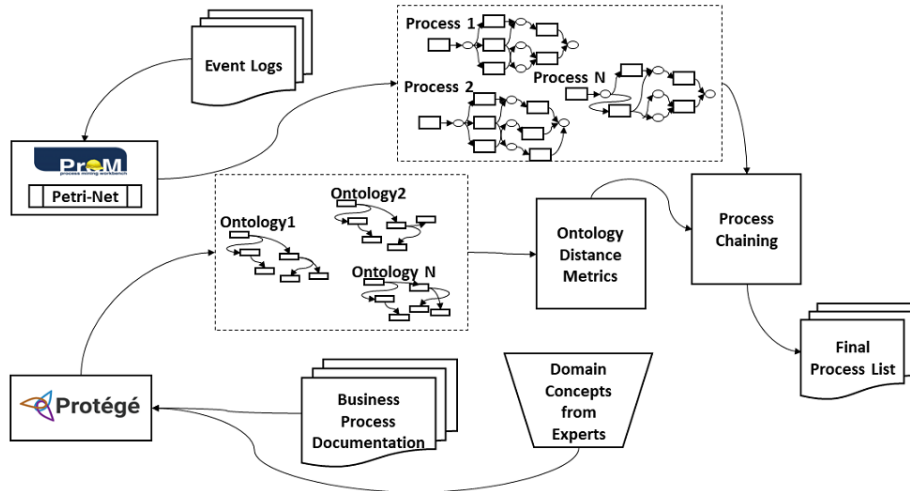 Event Logs
Process 1
Process 2
Process N
ProM
process mining workbench
Petri-Net
Ontology1
Ontology2
Ontology N
Ontology
Distance
Metrics
Process
Chaining
Final
Process List
Protégé
Business
Process
Documentation
Domain
Concepts
from
Experts